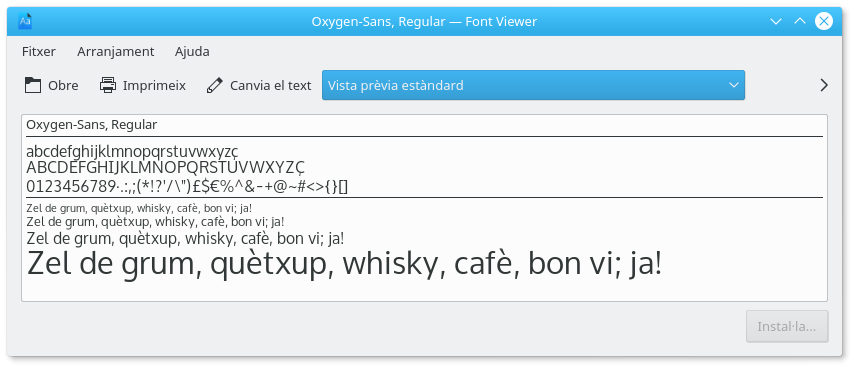 Aa
Oxygen-Sans, Regular — Font Viewer
Fitxer Arranjament Ajuda
Obre Imprimeix Canvia el text Vista prèvia estàndard
Oxygen-Sans, Regular
abcdefghijklmnopqrstuvwxyzç
ABCDEFGHIJKLMNOPQRSTUVWXYZÇ
0123456789·.:,;(*!?'/\")£$€%^&-+@~#<>{}[]
Zel de grum, quètxup, whisky, cafè, bon vi; ja!
Zel de grum, quètxup, whisky, cafè, bon vi; ja!
Zel de grum, quètxup, whisky, cafè, bon vi; ja!
Zel de grum, quètxup, whisky, cafè, bon vi; ja!
Instal·la...